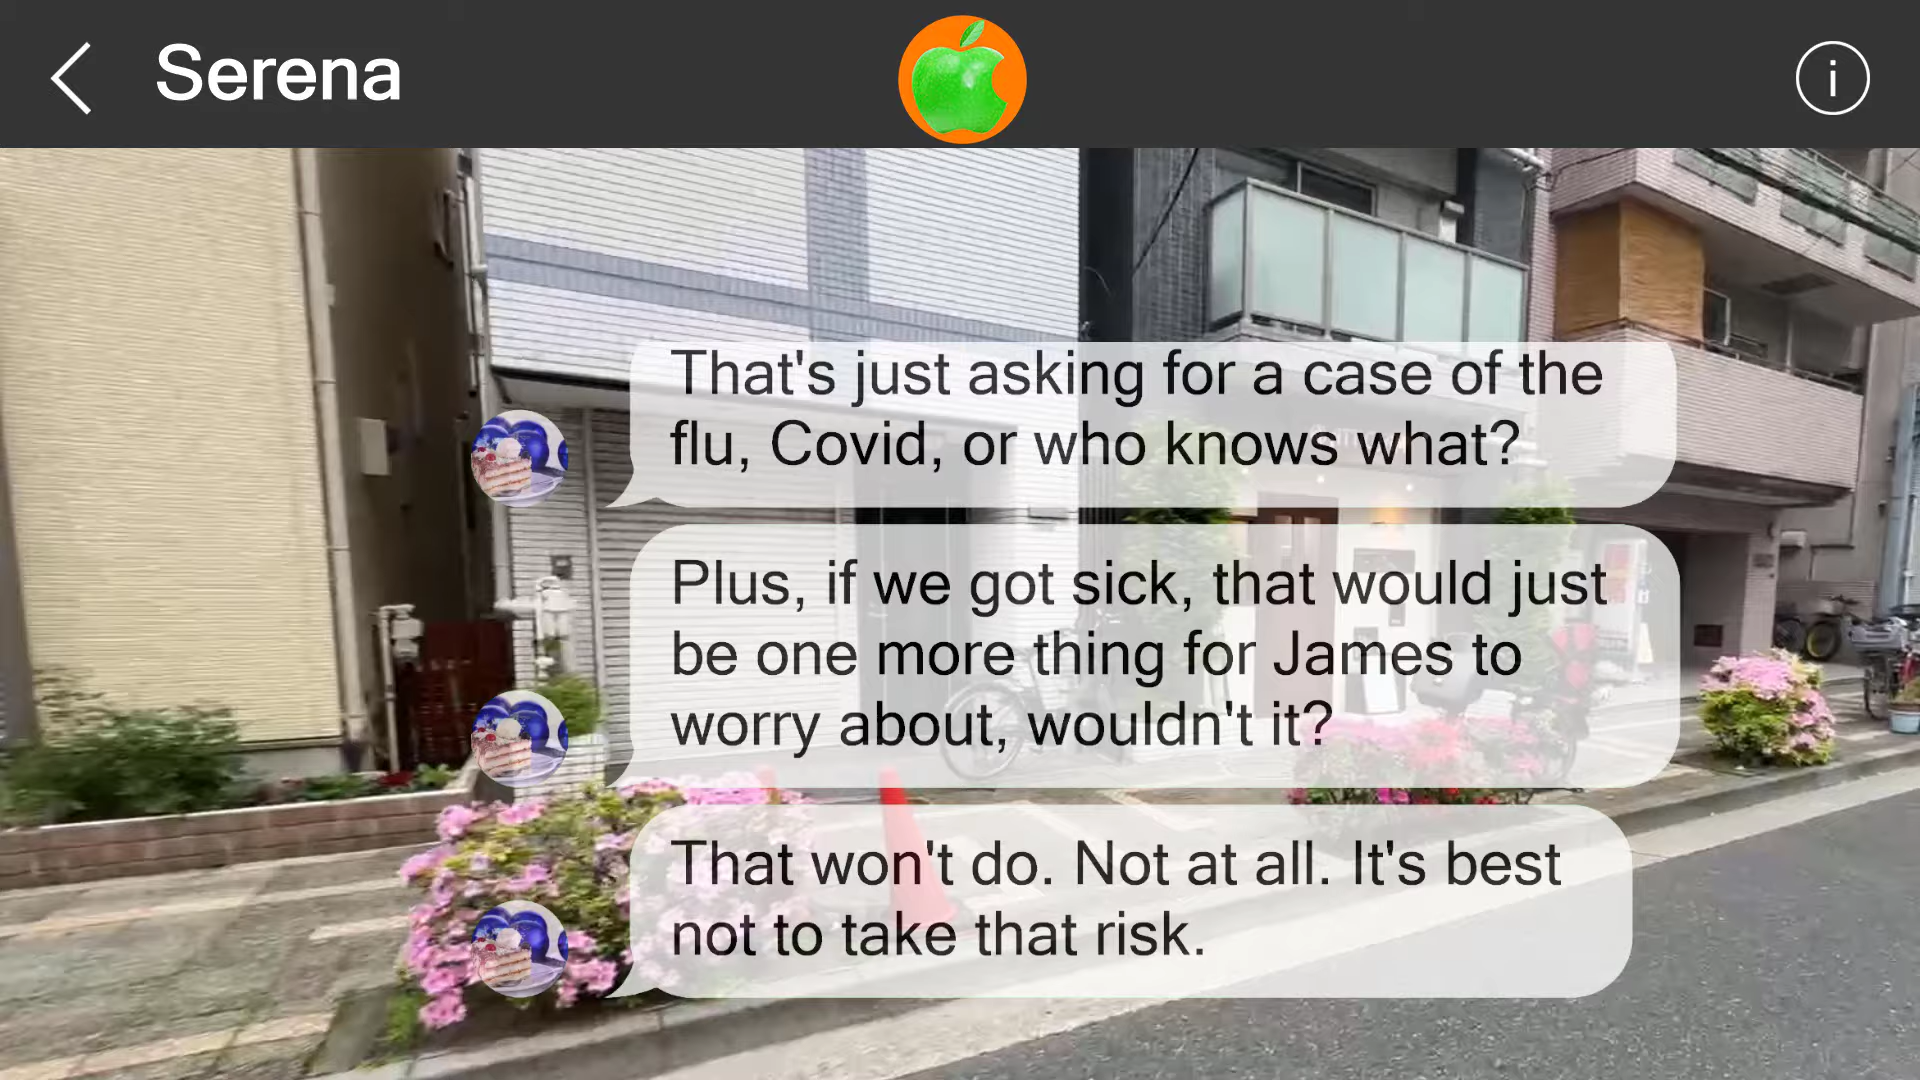 Serena
That's just asking for a case of the
flu, Covid, or who knows what?
Plus, if we got sick, that would just
be one more thing for James to
worry about, wouldn't it?
That won't do. Not at all. It's best
not to take that risk.